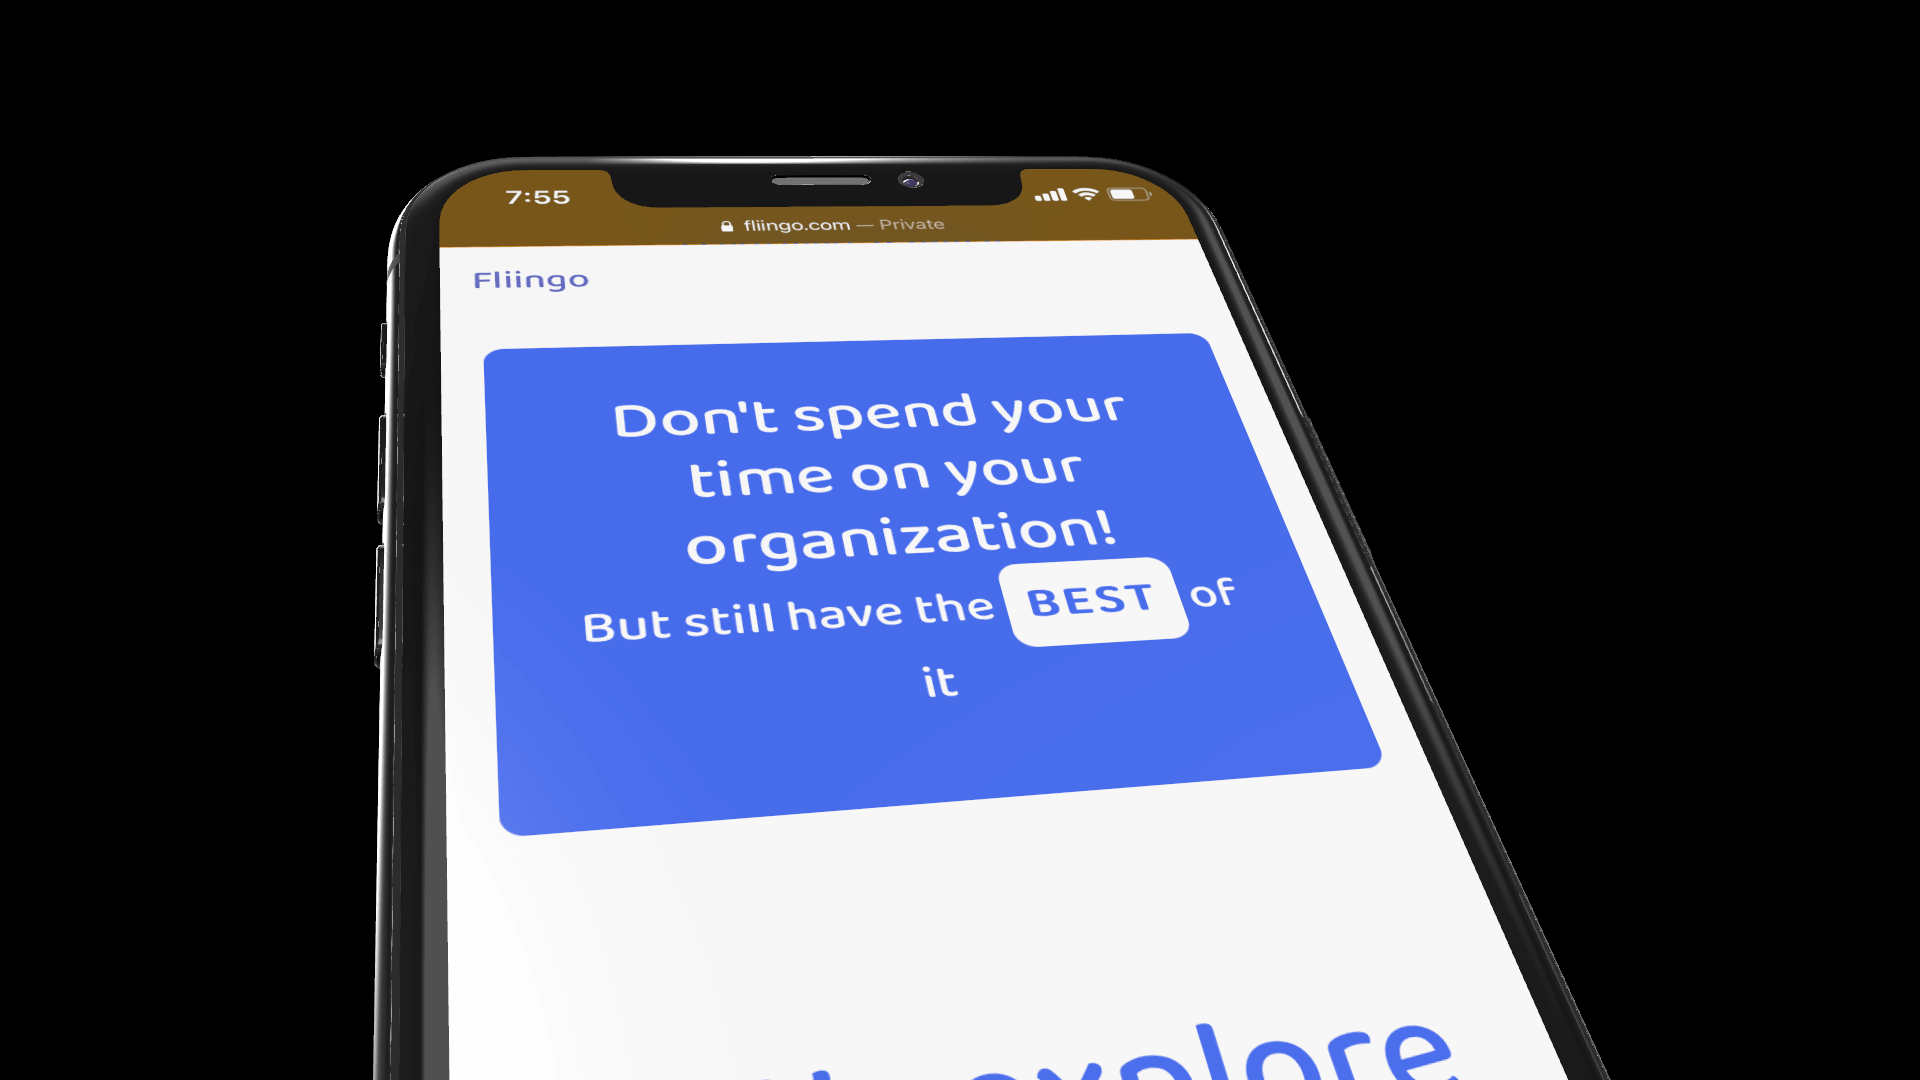 7:55
fliingo.com — Private
Fliingo
Don't spend your
time on your
organization!
But still have the BEST of
it
explore